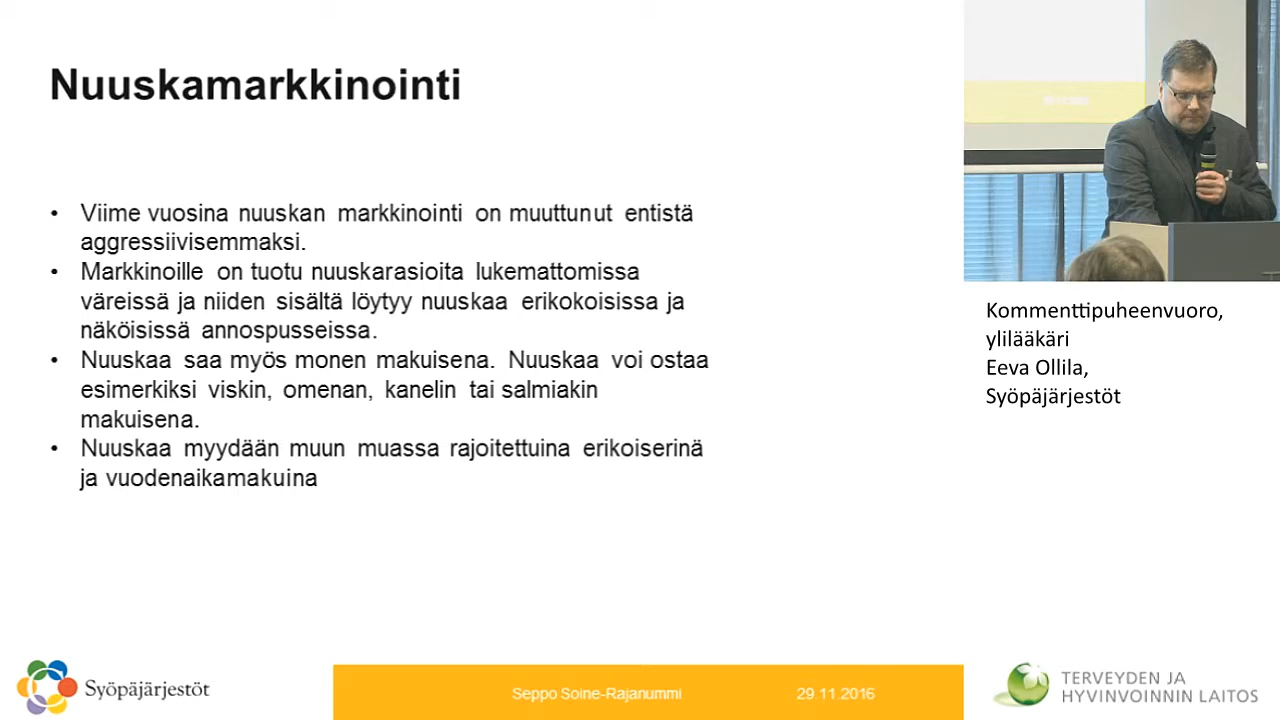 Nuuskamarkkinointi
• Viime vuosina nuuskan markkinointi on muuttunut entistä
aggressiivisemmaksi.
• Markkinoille on tuotu nuuskarasioita lukemattomissa
väreissä ja niiden sisältä löytyy nuuskaa erikokoisissa ja
näköisissä annospusseissa.
• Nuuskaa saa myös monen makuisena. Nuuskaa voi ostaa
esimerkiksi viskin, omenan, kanelin tai salmiakin
makuisena.
• Nuuskaa myydään muun muassa rajoitettuina erikoiserinä
ja vuodenaikamakuina
Kommenttipuheenvuoro,
ylilääkäri
Eeva Ollila,
Syöpäjärjestöt
Syöpäjärjestöt
Seppo Soine-Rajanummi 29.11.2016
TERVEYDEN JA
HYVINVOINNIN LAITOS